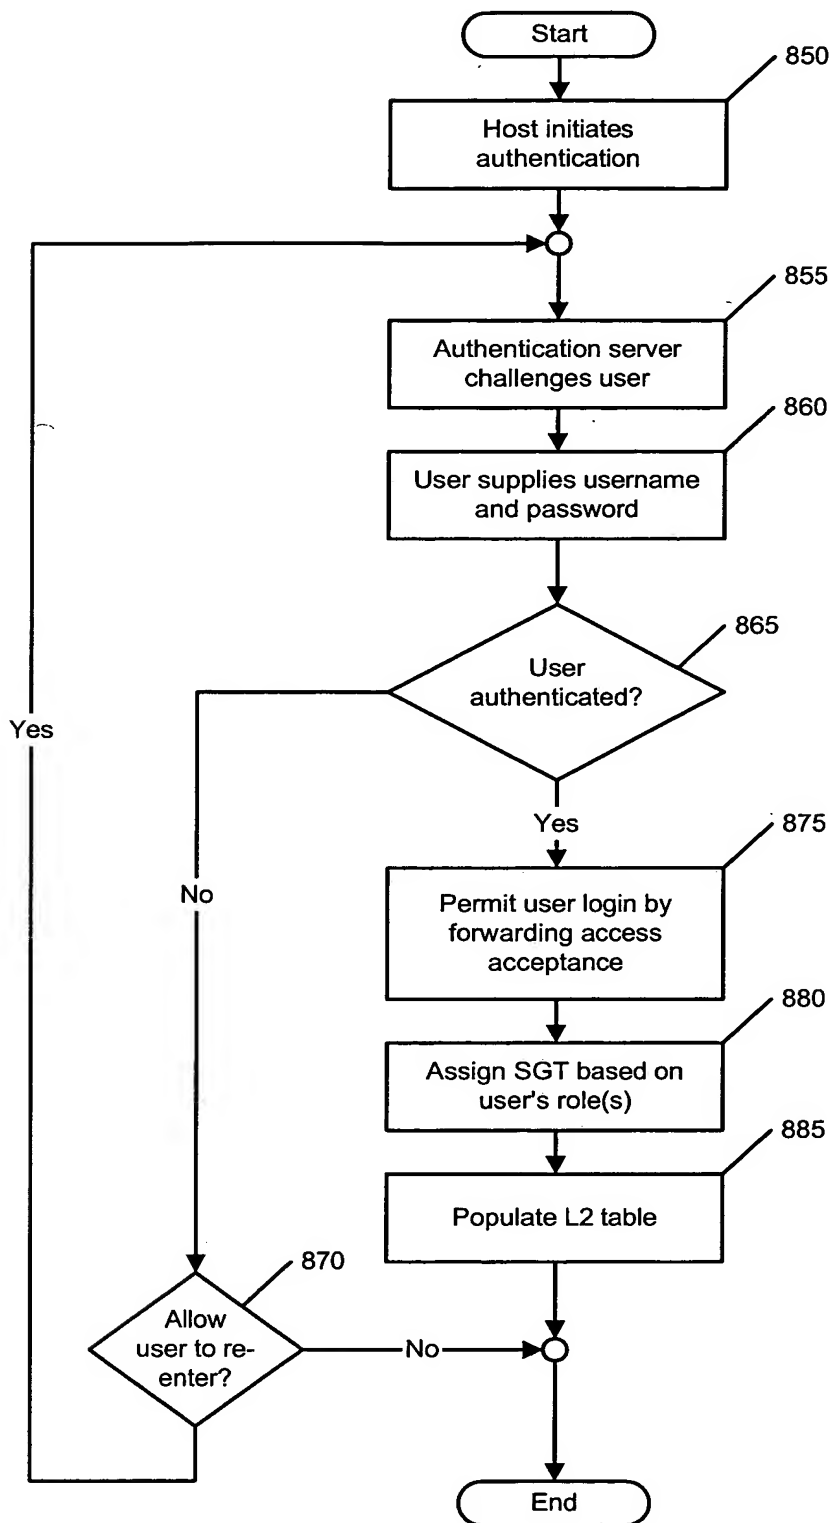 Start
850
Host initiates
authentication
855
Authentication server
challenges user
860
User supplies username
and password
865
User
authenticated?
Yes
Yes
875
No
Permit user login by
forwarding access
acceptance
880
Assign SGT based on
user's role(s)
885
Populate L2 table
870
Allow
user to re-
enter?
No
End